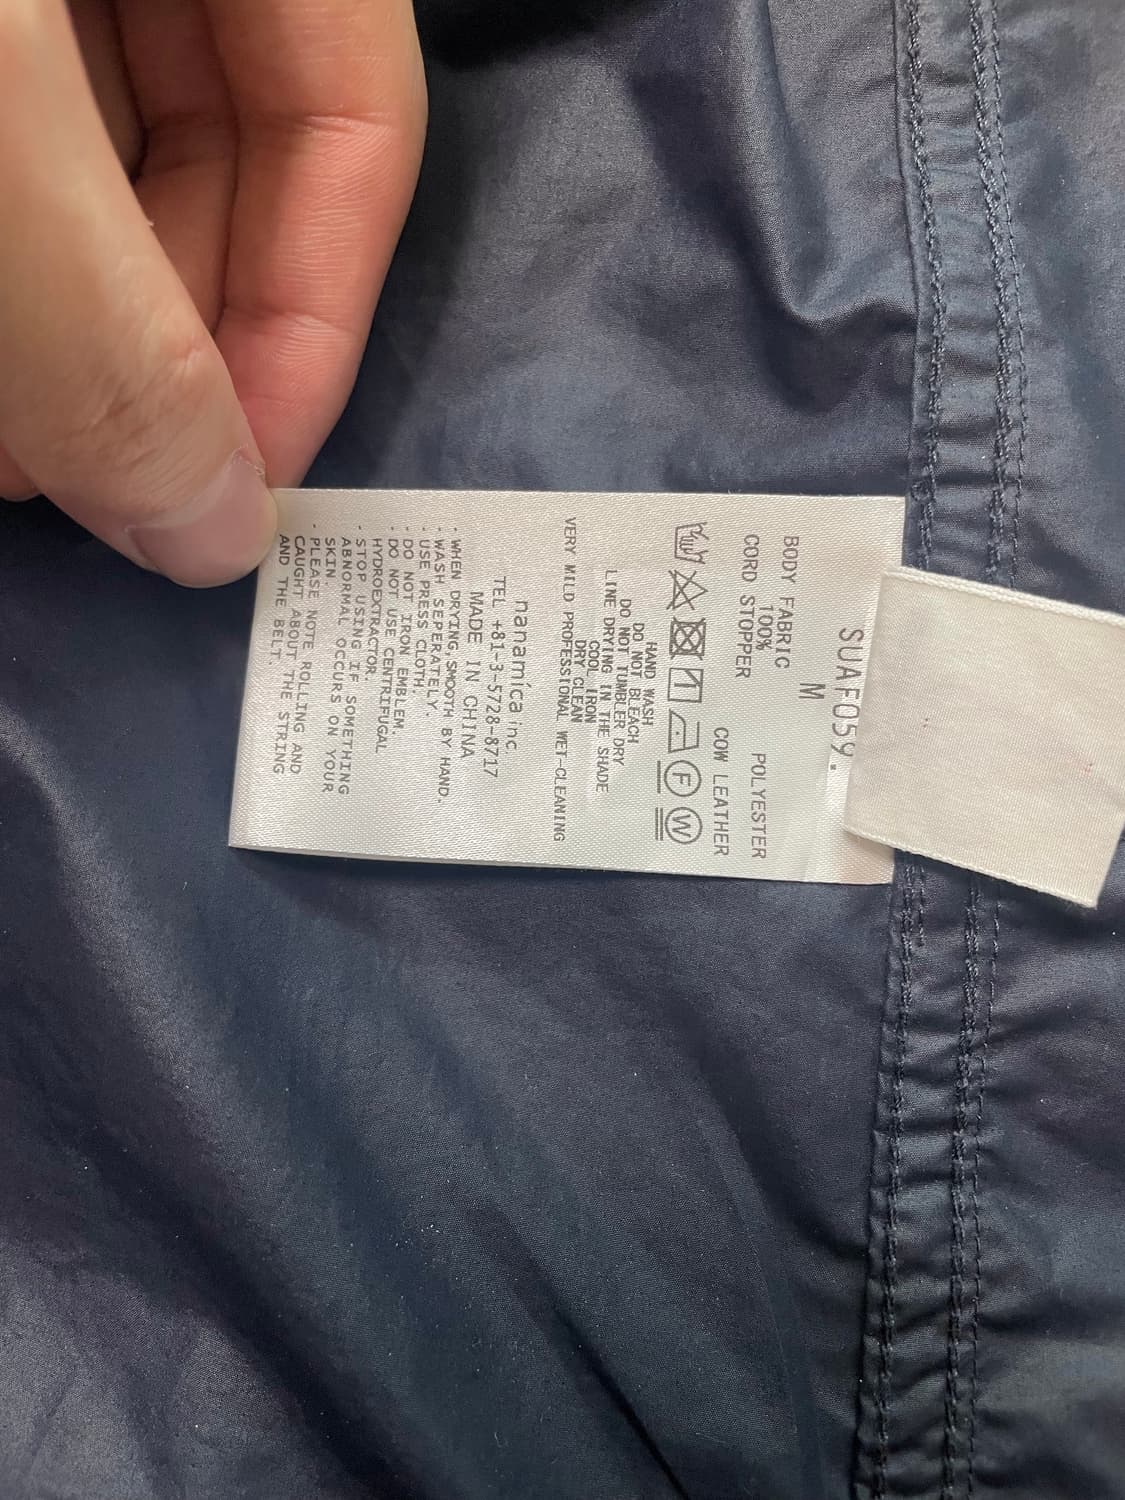 SUAF059.
M
BODY FABRIC
100% POLYESTER
CORD STOPPER
COW LEATHER
F
W
HAND WASH
DO NOT BLEACH
DO NOT TUMBLER DRY
LINE DRYING IN THE SHADE
COOL IRON
DRY CLEAN
VERY MILD PROFESSIONAL WET-CLEANING
nanamica inc.
TEL +81-3-5728-8717
MADE IN CHINA
- WHEN DRYING, SMOOTH BY HAND.
- WASH SEPERATELY.
- USE PRESS CLOTH.
- DO NOT IRON EMBLEM.
- DO NOT USE CENTRIFUGAL
HYDROEXTRACTOR.
- STOP USING IF SOMETHING
ABNORMAL OCCURS ON YOUR
SKIN.
- PLEASE NOTE ROLLING AND
CAUGHT ABOUT THE STRING
AND THE BELT.